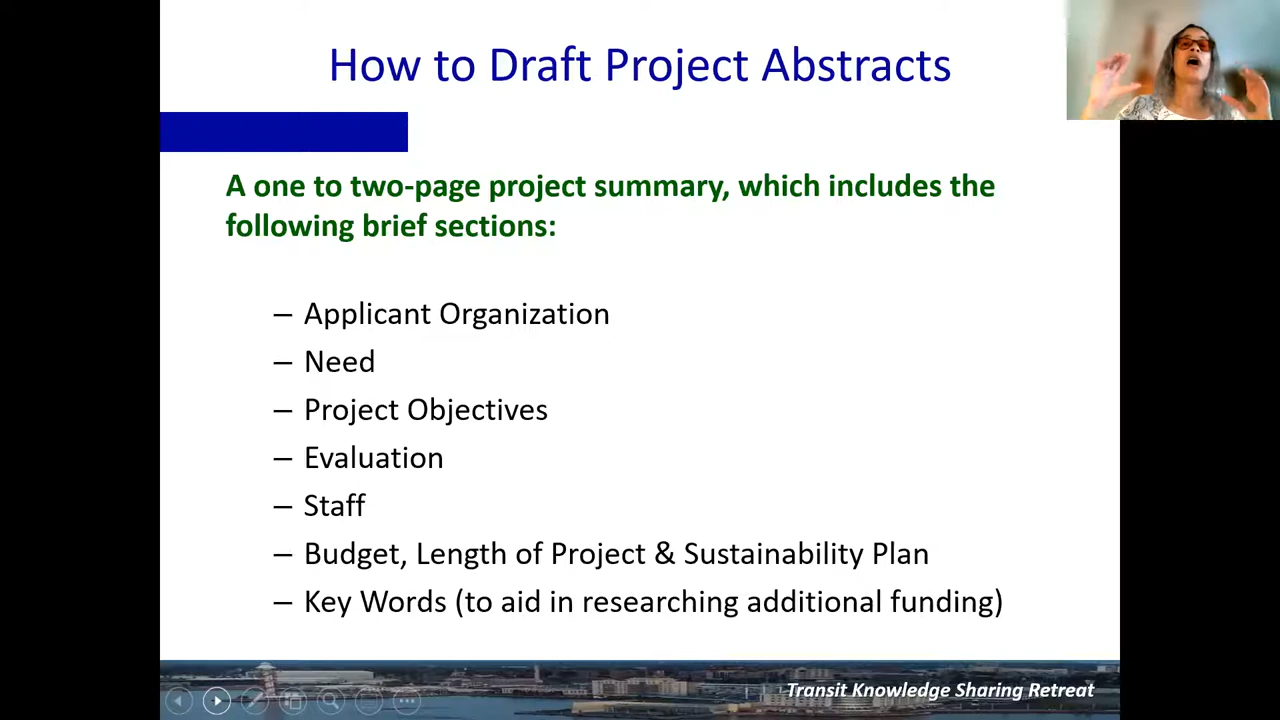 How to Draft Project Abstracts
A one to two-page project summary, which includes the
following brief sections:
– Applicant Organization
– Need
– Project Objectives
– Evaluation
– Staff
– Budget, Length of Project & Sustainability Plan
– Key Words (to aid in researching additional funding)
Transit Knowledge Sharing Retreat